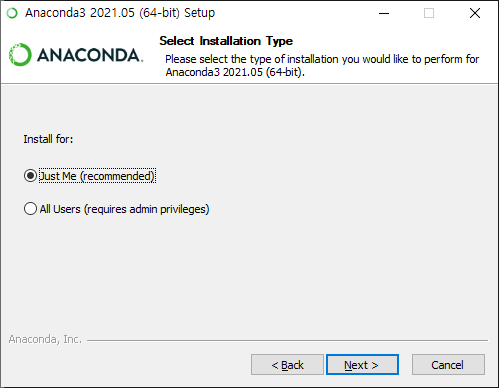 Anaconda3 2021.05 (64-bit) Setup
ANACONDA.
Select Installation Type
Please select the type of installation you would like to perform for
Anaconda3 2021.05 (64-bit).
Install for:
Just Me (recommended)
All Users (requires admin privileges)
Anaconda, Inc.
< Back
Next >
Cancel